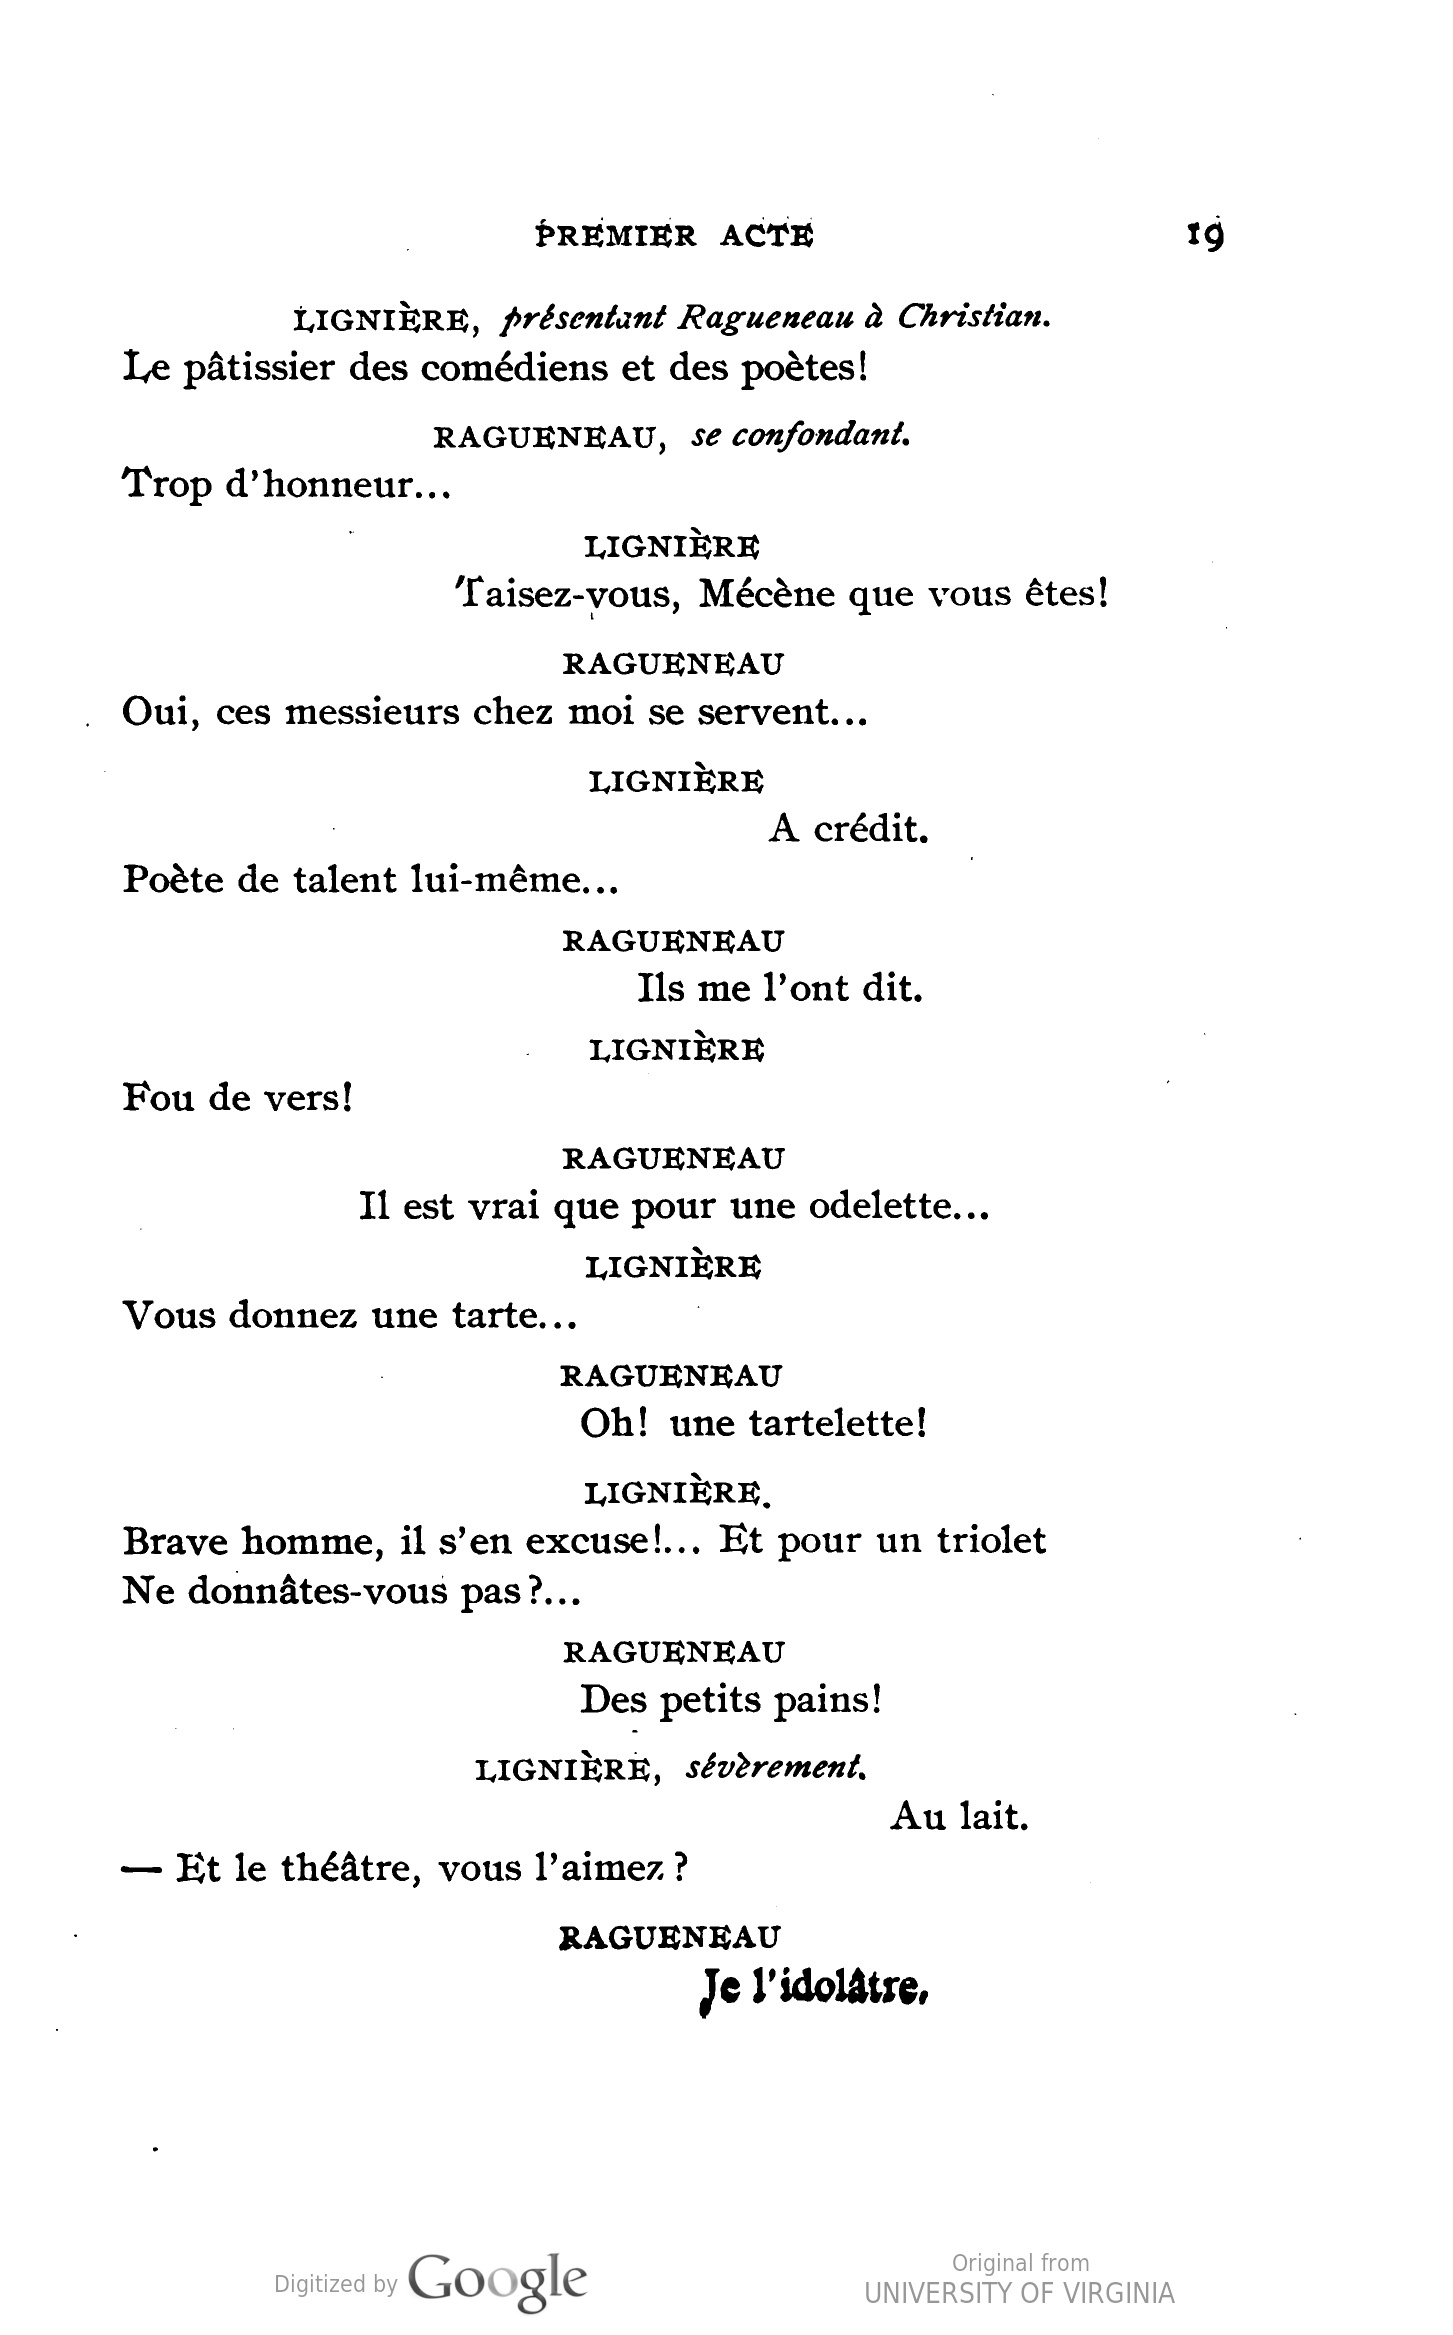 PREMIER ACTE 19
LIGNIÈRE, présentant Ragueneau à Christian.
Le pâtissier des comédiens et des poètes!
RAGUENEAU, se confondant.
Trop d'honneur...
LIGNIÈRE
Taisez-vous, Mécène que vous êtes!
RAGUENEAU
Oui, ces messieurs chez moi se servent...
LIGNIÈRE
A crédit.
Poète de talent lui-même...
RAGUENEAU
Ils me l'ont dit.
LIGNIÈRE
Fou de vers!
RAGUENEAU
Il est vrai que pour une odelette...
LIGNIÈRE
Vous donnez une tarte...
RAGUENEAU
Oh! une tartelette!
LIGNIÈRE.
Brave homme, il s'en excuse!... Et pour un triolet
Ne donnâtes-vous pas?...
RAGUENEAU
Des petits pains!
LIGNIÈRE, sévèrement.
Au lait.
— Et le théâtre, vous l'aimez?
RAGUENEAU
Je l'idolâtre.
Digitized by Google
Original from
UNIVERSITY OF VIRGINIA